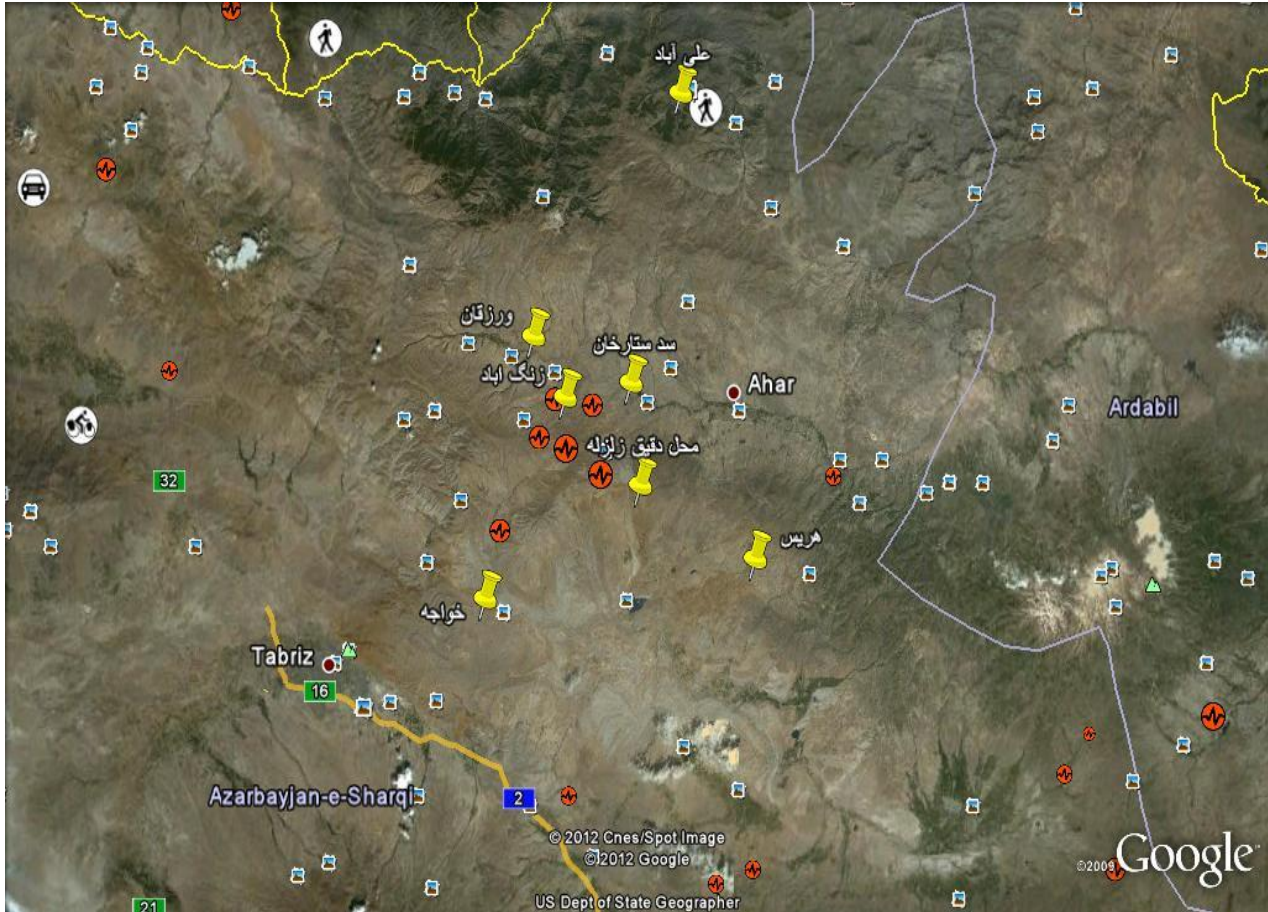 علی آباد
ورزقان
سد ستارخان
زنگ اباد
Ahar
Ardabil
محل دقیق زلزله
32
هریس
خواجه
Tabriz
16
Azarbayjan-e-Sharqi
2
© 2012 Cnes/Spot Image
© 2012 Google
©2009 Google
US Dept of State Geographer
21